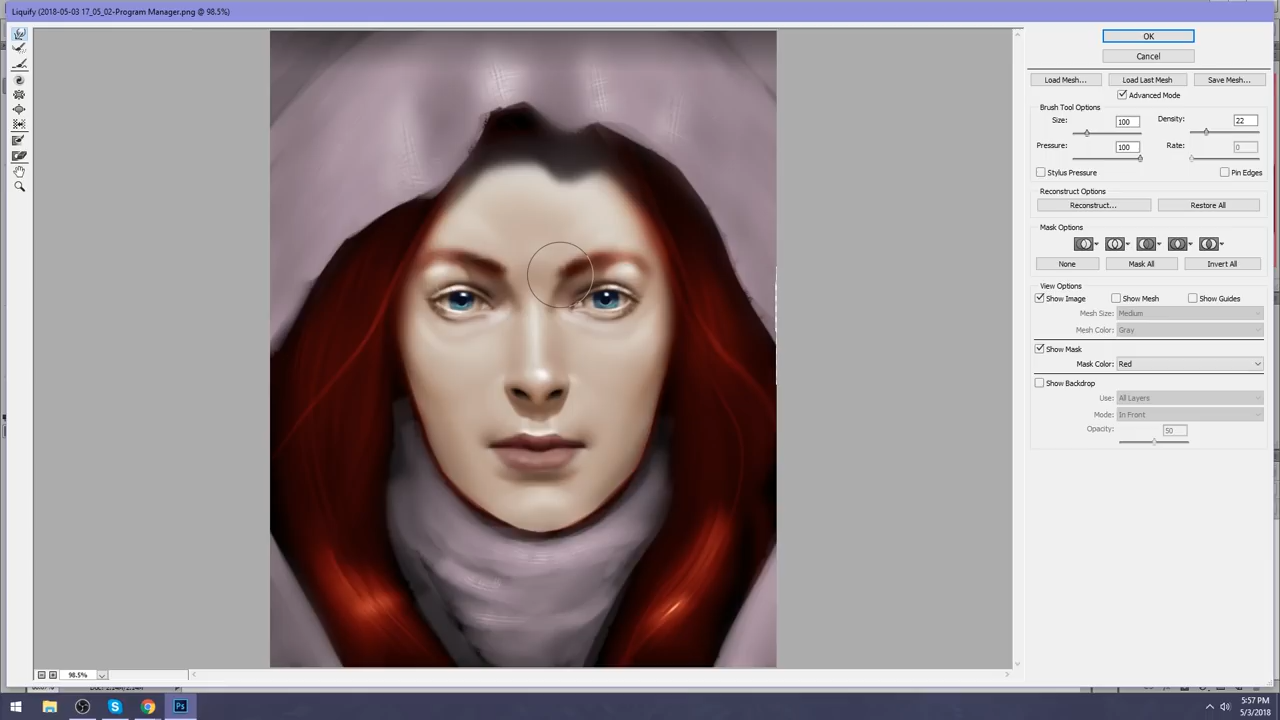 Liquify (2018-05-03 17_05_02-Program Manager.png @ 98.5%)
OK
Cancel
Load Mesh... Load Last Mesh Save Mesh...
Advanced Mode
Brush Tool Options
Size: 100 Density: 22
Pressure: 100 Rate: 0
Stylus Pressure Pin Edges
Reconstruct Options
Reconstruct... Restore All
Mask Options
None Mask All Invert All
View Options
Show Image Show Mesh Show Guides
Mesh Size: Medium
Mesh Color: Gray
Show Mask
Mask Color: Red
Show Backdrop
Use: All Layers
Mode: In Front
Opacity: 50
98.5%
Ps
5:57 PM
5/3/2018